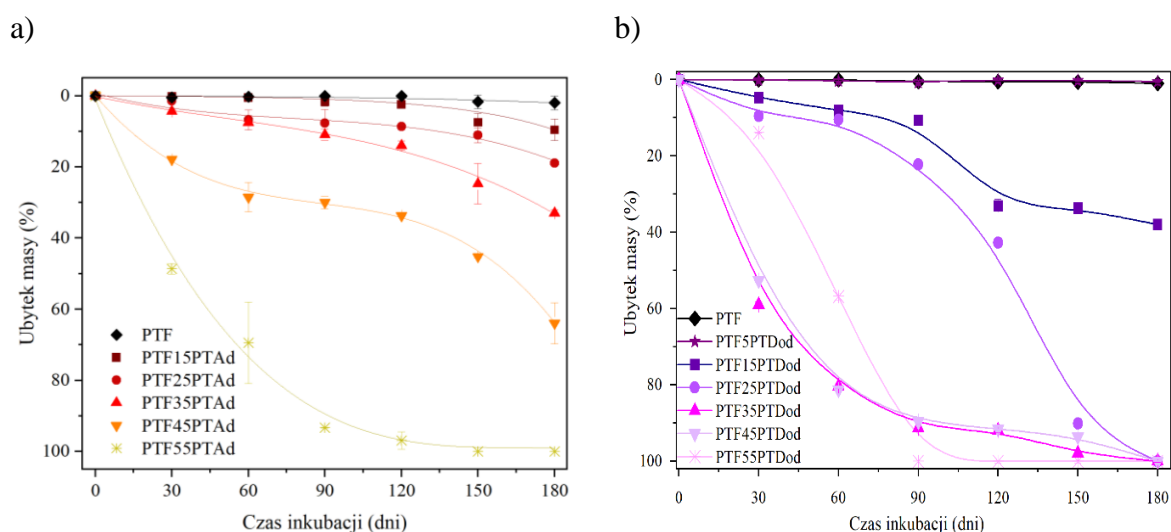 a)
0
20
40
60
80
100
Ubytek masy (%)
PTF
PTF15PTAd
PTF25PTAd
PTF35PTAd
PTF45PTAd
PTF55PTAd
0 30 60 90 120 150 180
Czas inkubacji (dni)
b)
0
20
40
60
80
100
Ubytek masy (%)
PTF
PTF5PTDod
PTF15PTDod
PTF25PTDod
PTF35PTDod
PTF45PTDod
PTF55PTDod
0 30 60 90 120 150 180
Czas inkubacji (dni)